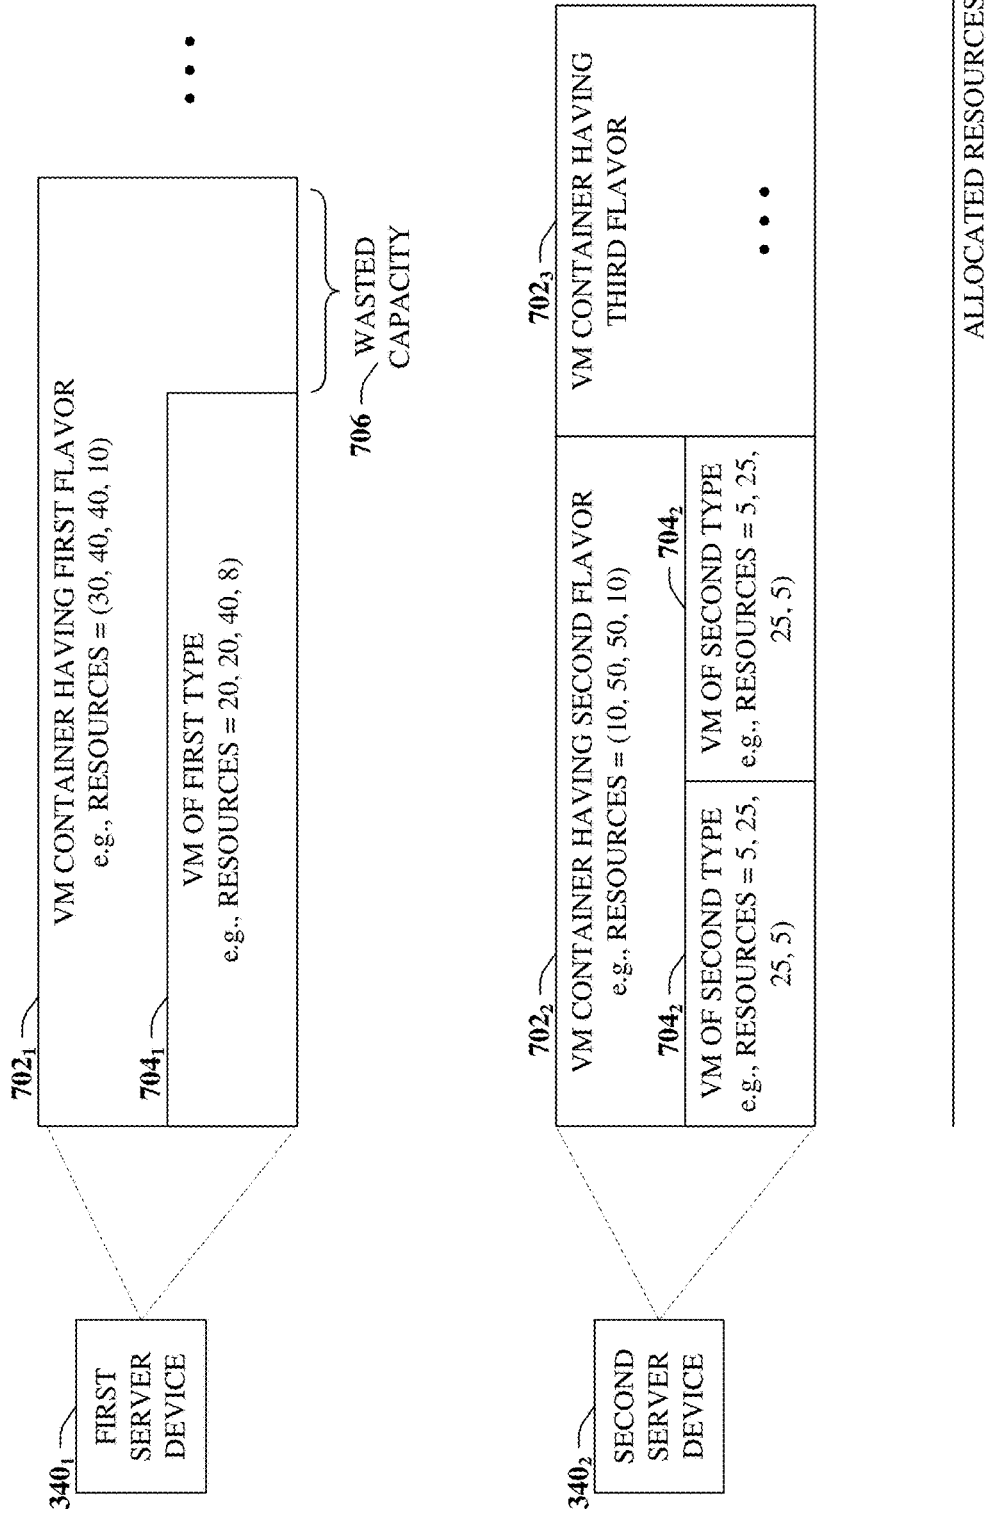 340₁
FIRST
SERVER
DEVICE
702₁
VM CONTAINER HAVING FIRST FLAVOR
e.g., RESOURCES = (30, 40, 40, 10)
704₁
VM OF FIRST TYPE
e.g., RESOURCES = 20, 20, 40, 8)
706
WASTED
CAPACITY
340₂
SECOND
SERVER
DEVICE
702₂
VM CONTAINER HAVING SECOND FLAVOR
e.g., RESOURCES = (10, 50, 50, 10)
704₂
VM OF SECOND TYPE
e.g., RESOURCES = 5, 25,
25, 5)
704₂
VM OF SECOND TYPE
e.g., RESOURCES = 5, 25,
25, 5)
702₃
VM CONTAINER HAVING
THIRD FLAVOR
ALLOCATED RESOURCES